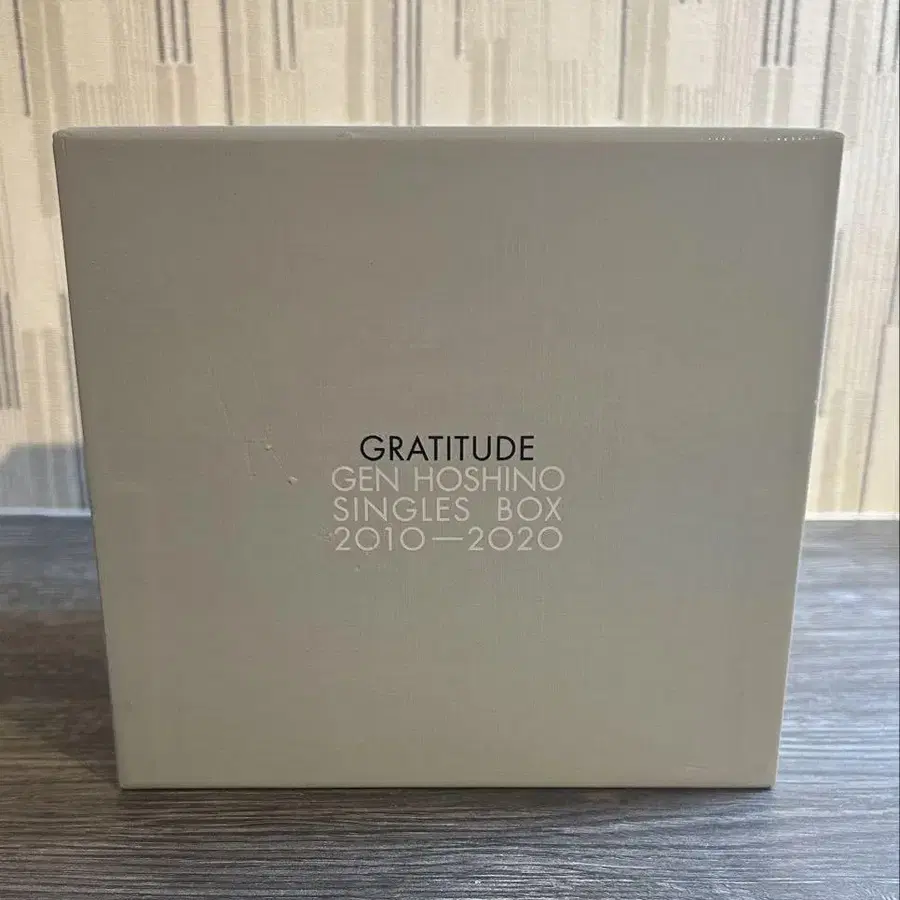 GRATITUDE
GEN HOSHINO
SINGLES BOX
2010—2020